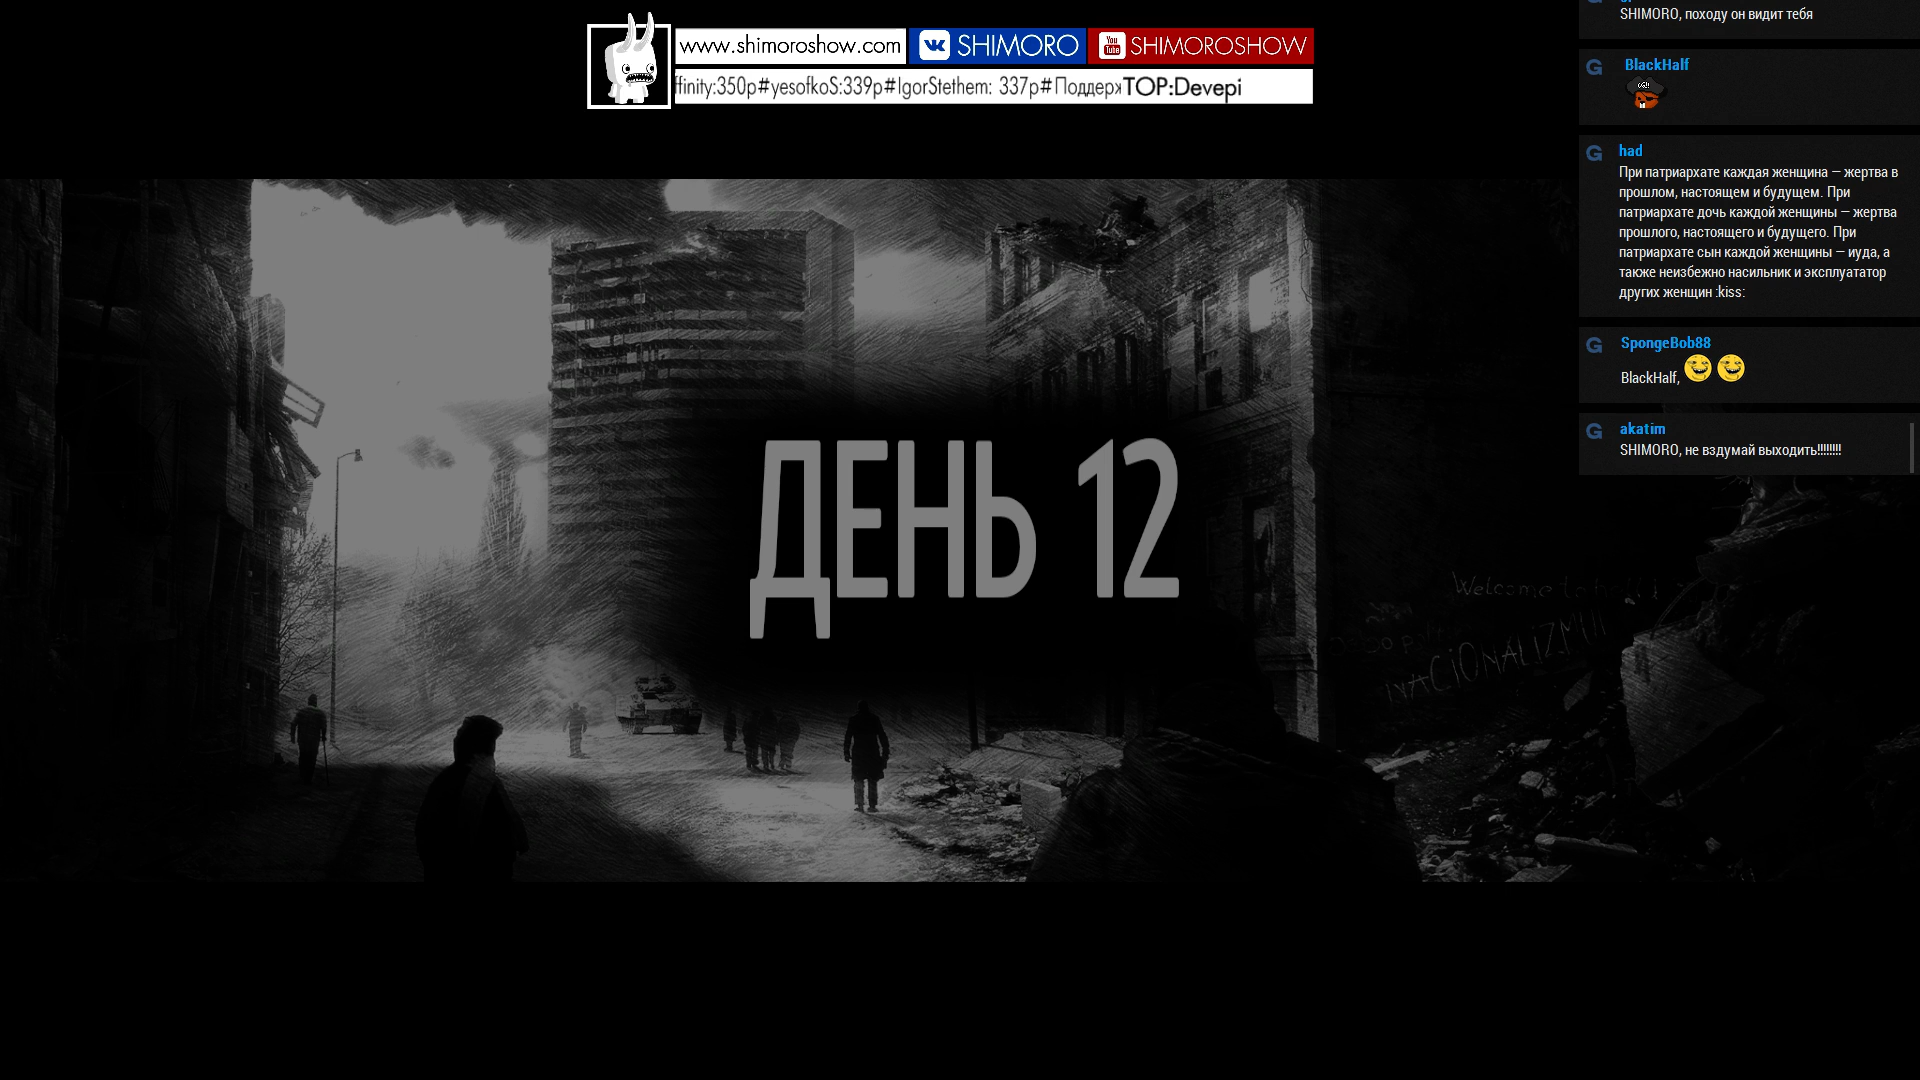 www.shimoroshow.com
SHIMORO
You
Tube
SHIMOROSHOW
ffinity:350р#yesofkoS:339р#IgorStethem: 337р#Поддерж
TOP:Devepi
SHIMORO, походу он видит тебя
BlackHalf
had
При патриархате каждая женщина — жертва в
прошлом, настоящем и будущем. При
патриархате дочь каждой женщины — жертва
прошлого, настоящего и будущего. При
патриархате сын каждой женщины — иуда, а
также неизбежно насильник и эксплуататор
других женщин :kiss:
SpongeBob88
BlackHalf,
akatim
SHIMORO, не вздумай выходить!!!!!!!!
ДЕНЬ 12
Welcome to